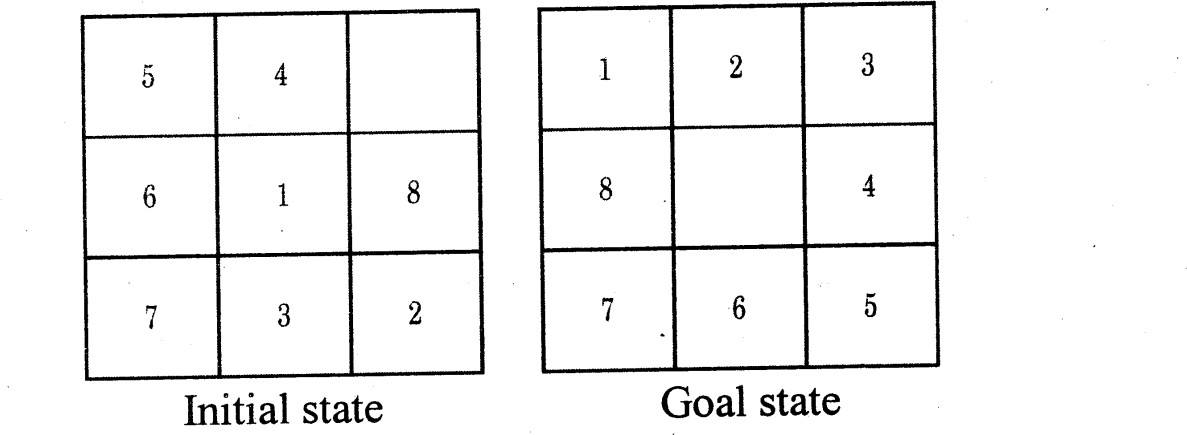 5 4
6 1 8
7 3 2
Initial state
1 2 3
8 4
7 6 5
Goal state